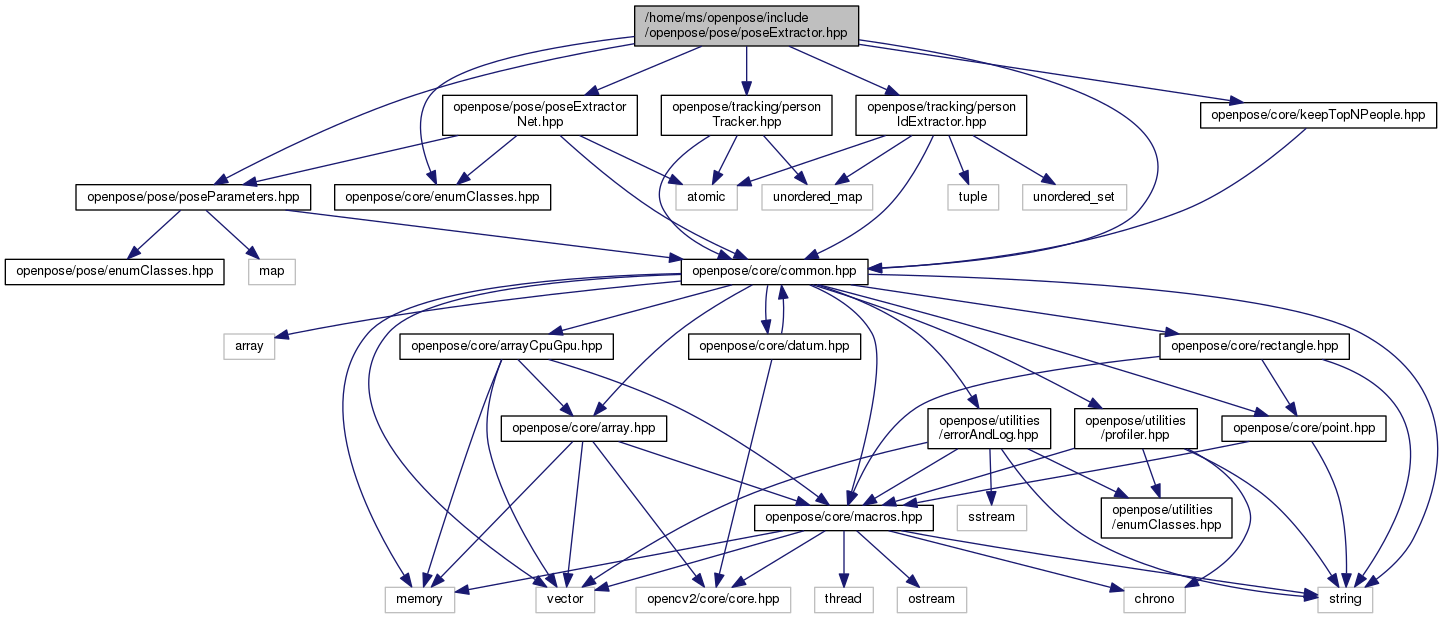 /home/ms/openpose/include
/openpose/pose/poseExtractor.hpp
openpose/pose/poseExtractor
Net.hpp
openpose/tracking/person
Tracker.hpp
openpose/tracking/person
IdExtractor.hpp
openpose/core/keepTopNPeople.hpp
openpose/pose/poseParameters.hpp
openpose/core/enumClasses.hpp
atomic
unordered_map
tuple
unordered_set
openpose/pose/enumClasses.hpp
map
openpose/core/common.hpp
array
openpose/core/arrayCpuGpu.hpp
openpose/core/datum.hpp
openpose/core/rectangle.hpp
openpose/core/array.hpp
openpose/utilities
/errorAndLog.hpp
openpose/utilities
/profiler.hpp
openpose/core/point.hpp
openpose/core/macros.hpp
sstream
openpose/utilities
/enumClasses.hpp
memory
vector
opencv2/core/core.hpp
thread
ostream
chrono
string